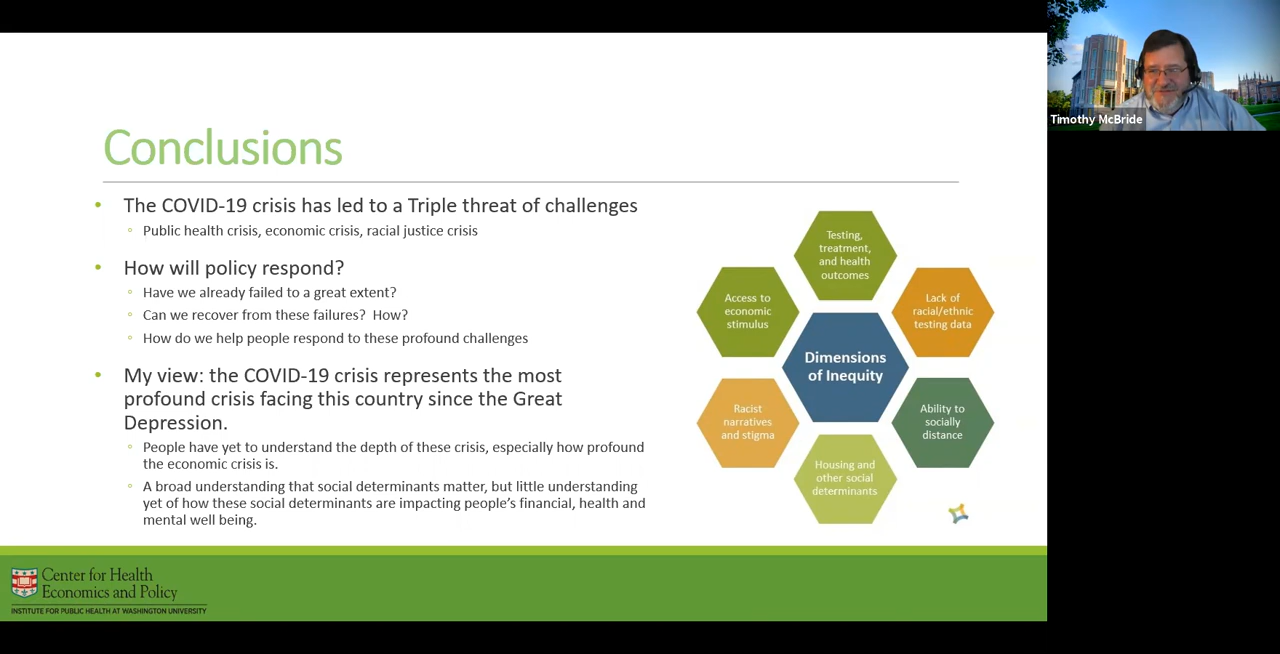 Conclusions
• The COVID-19 crisis has led to a Triple threat of challenges
◦ Public health crisis, economic crisis, racial justice crisis
• How will policy respond?
◦ Have we already failed to a great extent?
◦ Can we recover from these failures?  How?
◦ How do we help people respond to these profound challenges
• My view: the COVID-19 crisis represents the most
profound crisis facing this country since the Great
Depression.
◦ People have yet to understand the depth of these crisis, especially how profound
the economic crisis is.
◦ A broad understanding that social determinants matter, but little understanding
yet of how these social determinants are impacting people's financial, health and
mental well being.
Testing,
treatment,
and health
outcomes
Access to
economic
stimulus
Lack of
racial/ethnic
testing data
Dimensions
of Inequity
Racist
narratives
and stigma
Ability to
socially
distance
Housing and
other social
determinants
Center for Health
Economics and Policy
INSTITUTE FOR PUBLIC HEALTH AT WASHINGTON UNIVERSITY
Timothy McBride